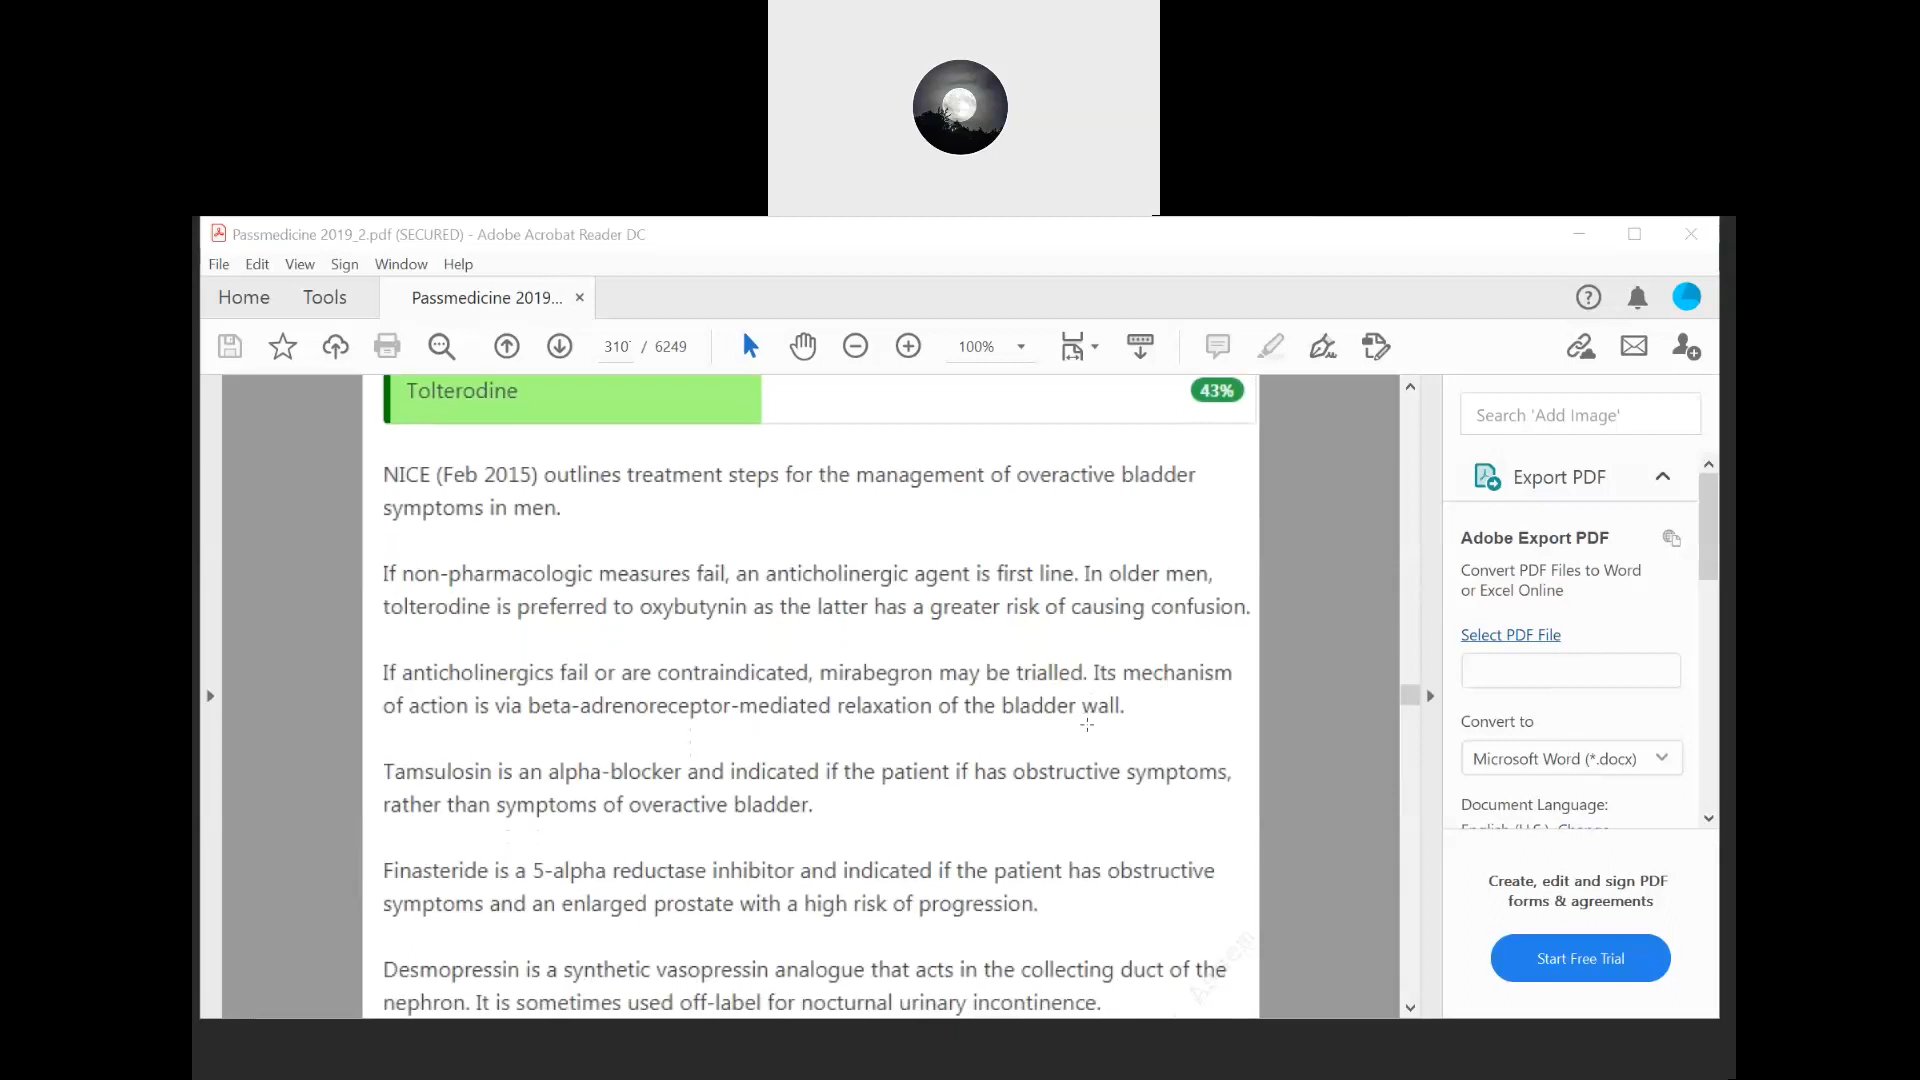 Passmedicine 2019_2.pdf (SECURED) - Adobe Acrobat Reader DC
File Edit View Sign Window Help
Home Tools Passmedicine 2019... ×
310 / 6249 100%
Tolterodine 43%
NICE (Feb 2015) outlines treatment steps for the management of overactive bladder
symptoms in men.
If non-pharmacologic measures fail, an anticholinergic agent is first line. In older men,
tolterodine is preferred to oxybutynin as the latter has a greater risk of causing confusion.
If anticholinergics fail or are contraindicated, mirabegron may be trialled. Its mechanism
of action is via beta-adrenoreceptor-mediated relaxation of the bladder wall.
Tamsulosin is an alpha-blocker and indicated if the patient if has obstructive symptoms,
rather than symptoms of overactive bladder.
Finasteride is a 5-alpha reductase inhibitor and indicated if the patient has obstructive
symptoms and an enlarged prostate with a high risk of progression.
Desmopressin is a synthetic vasopressin analogue that acts in the collecting duct of the
nephron. It is sometimes used off-label for nocturnal urinary incontinence.
Search 'Add Image'
Export PDF
Adobe Export PDF
Convert PDF Files to Word
or Excel Online
Select PDF File
Convert to
Microsoft Word (*.docx)
Document Language:
English (U.S.) Change
Create, edit and sign PDF
forms & agreements
Start Free Trial